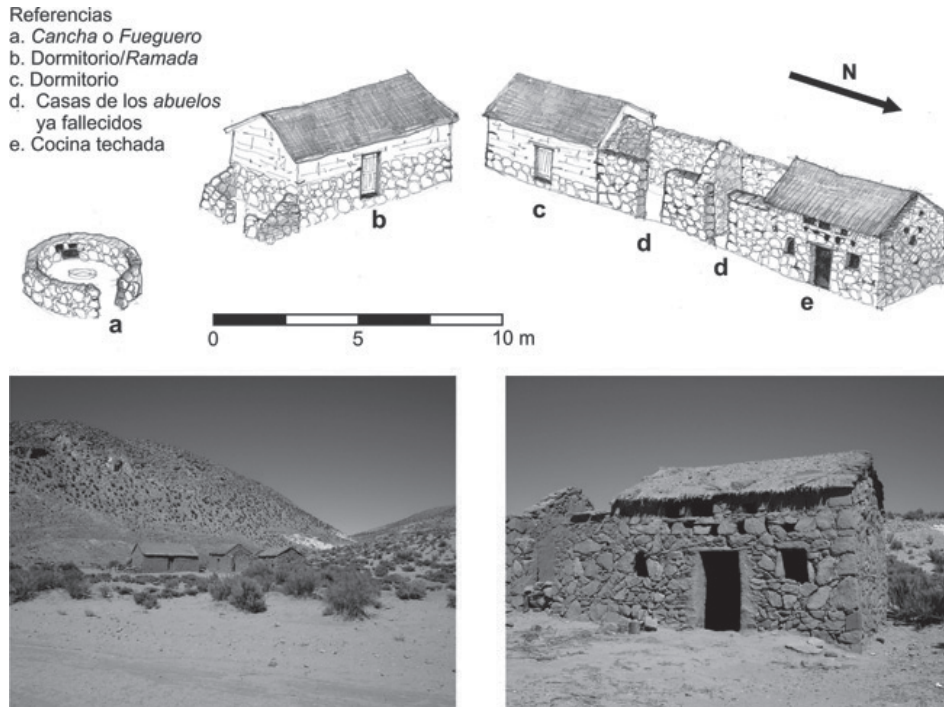 Referencias
a. Cancha o Fueguero
b. Dormitorio/Ramada
c. Dormitorio
d. Casas de los abuelos
ya fallecidos
e. Cocina techada
N
b
c
d
d
e
a
0 5 10 m